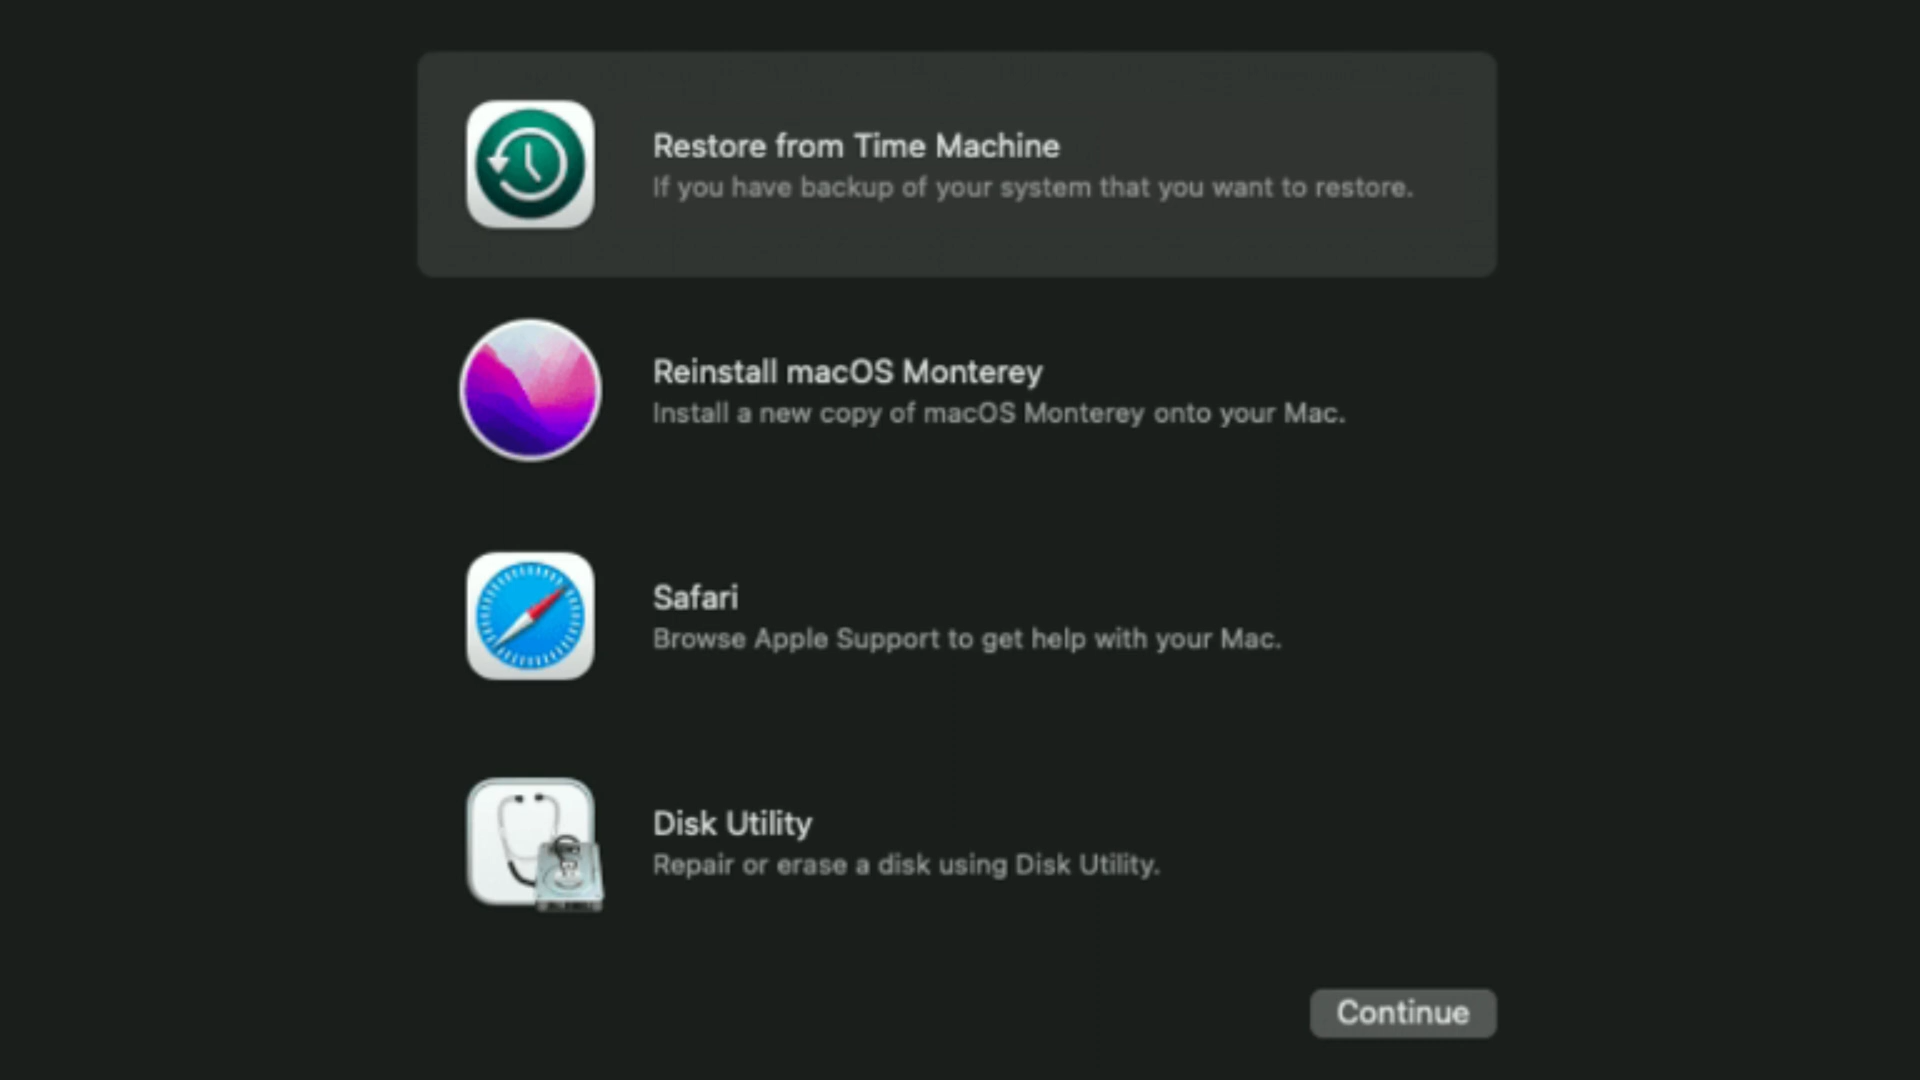 Restore from Time Machine
If you have backup of your system that you want to restore.
Reinstall macOS Monterey
Install a new copy of macOS Monterey onto your Mac.
Safari
Browse Apple Support to get help with your Mac.
Disk Utility
Repair or erase a disk using Disk Utility.
Continue